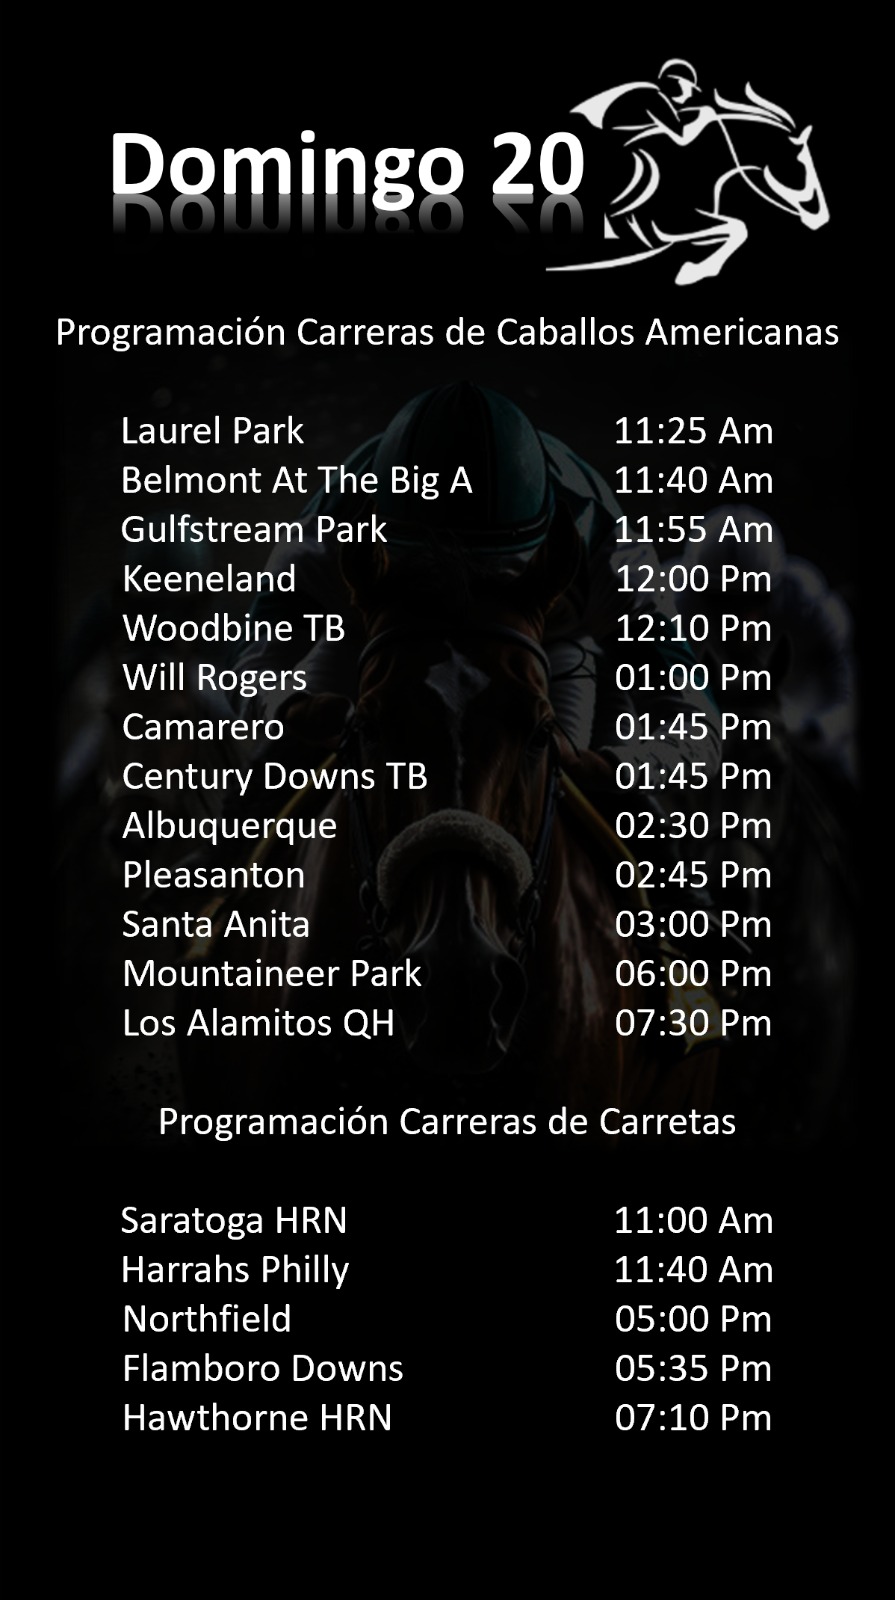 Domingo 20
Programación Carreras de Caballos Americanas
Laurel Park 11:25 Am
Belmont At The Big A 11:40 Am
Gulfstream Park 11:55 Am
Keeneland 12:00 Pm
Woodbine TB 12:10 Pm
Will Rogers 01:00 Pm
Camarero 01:45 Pm
Century Downs TB 01:45 Pm
Albuquerque 02:30 Pm
Pleasanton 02:45 Pm
Santa Anita 03:00 Pm
Mountaineer Park 06:00 Pm
Los Alamitos QH 07:30 Pm
Programación Carreras de Carretas
Saratoga HRN 11:00 Am
Harrahs Philly 11:40 Am
Northfield 05:00 Pm
Flamboro Downs 05:35 Pm
Hawthorne HRN 07:10 Pm